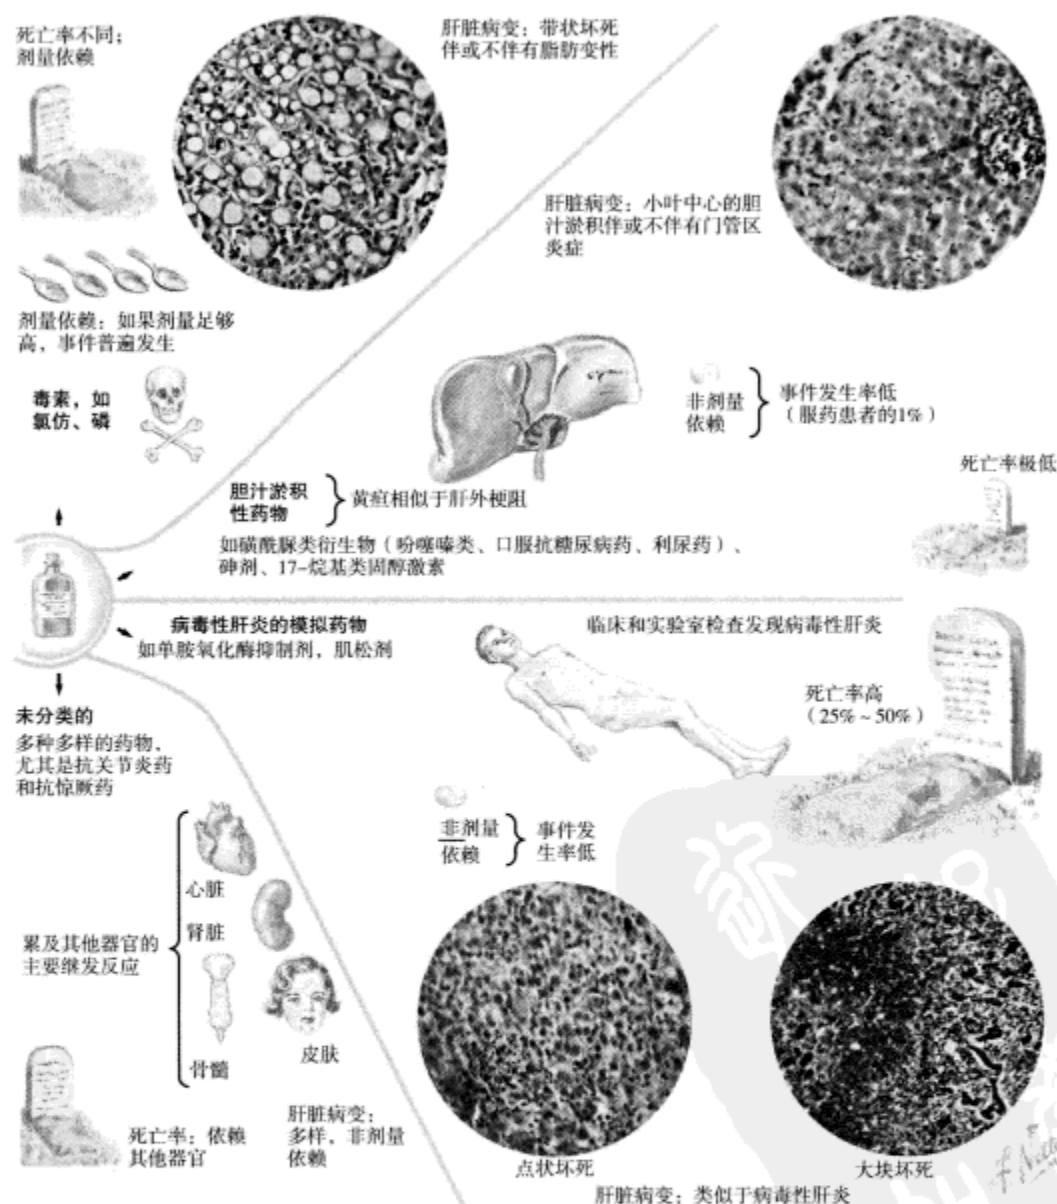 死亡率不同；
剂量依赖
肝脏病变：带状坏死
伴或不伴有脂肪变性
肝脏病变：小叶中心的胆
汁淤积伴或不伴有门管区
炎症
剂量依赖：如果剂量足够
高，事件普遍发生
毒素，如
氯仿、磷
非剂量
依赖
事件发生率低
（服药患者的1%）
死亡率极低
胆汁淤积
性药物
黄疸相似于肝外梗阻
如磺酰脲类衍生物（吩噻嗪类、口服抗糖尿病药、利尿药）、
砷剂、17-烷基类固醇激素
病毒性肝炎的模拟药物
如单胺氧化酶抑制剂，肌松剂
临床和实验室检查发现病毒性肝炎
死亡率高
（25%～50%）
未分类的
多种多样的药物，
尤其是抗关节炎药
和抗惊厥药
非剂量
依赖
事件发
生率低
心脏
肾脏
累及其他器官的
主要继发反应
皮肤
骨髓
死亡率：依赖
其他器官
肝脏病变：
多样，非剂量
依赖
点状坏死
大块坏死
肝脏病变：类似于病毒性肝炎